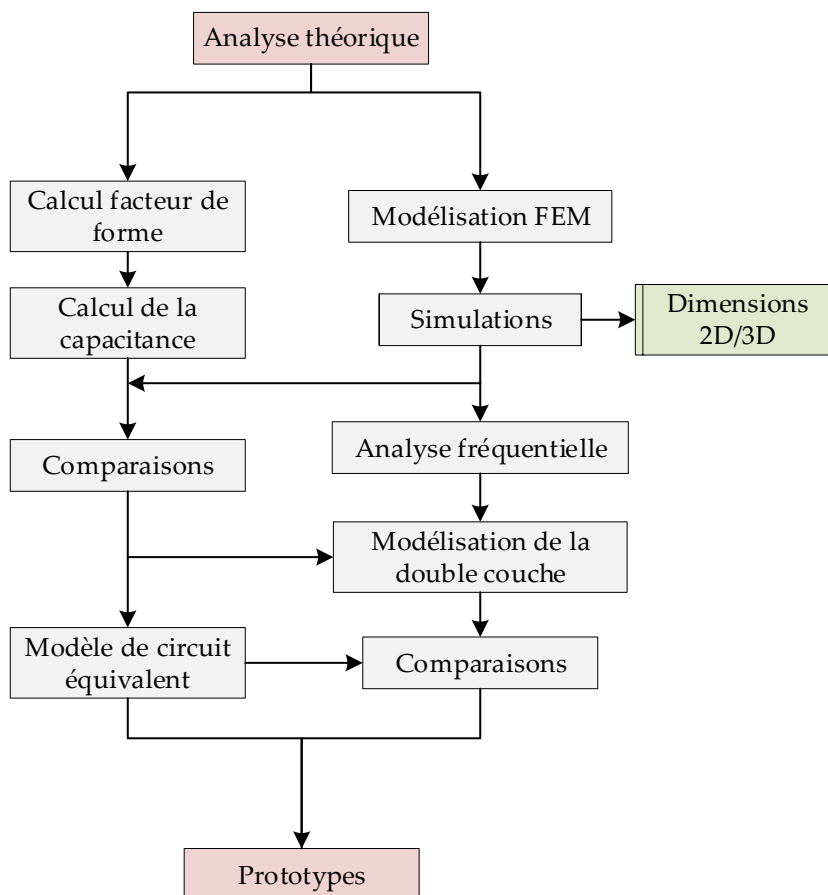 Analyse théorique
Calcul facteur de
forme
Modélisation FEM
Calcul de la
capacitance
Simulations
Dimensions
2D/3D
Comparaisons
Analyse fréquentielle
Modélisation de la
double couche
Modèle de circuit
équivalent
Comparaisons
Prototypes